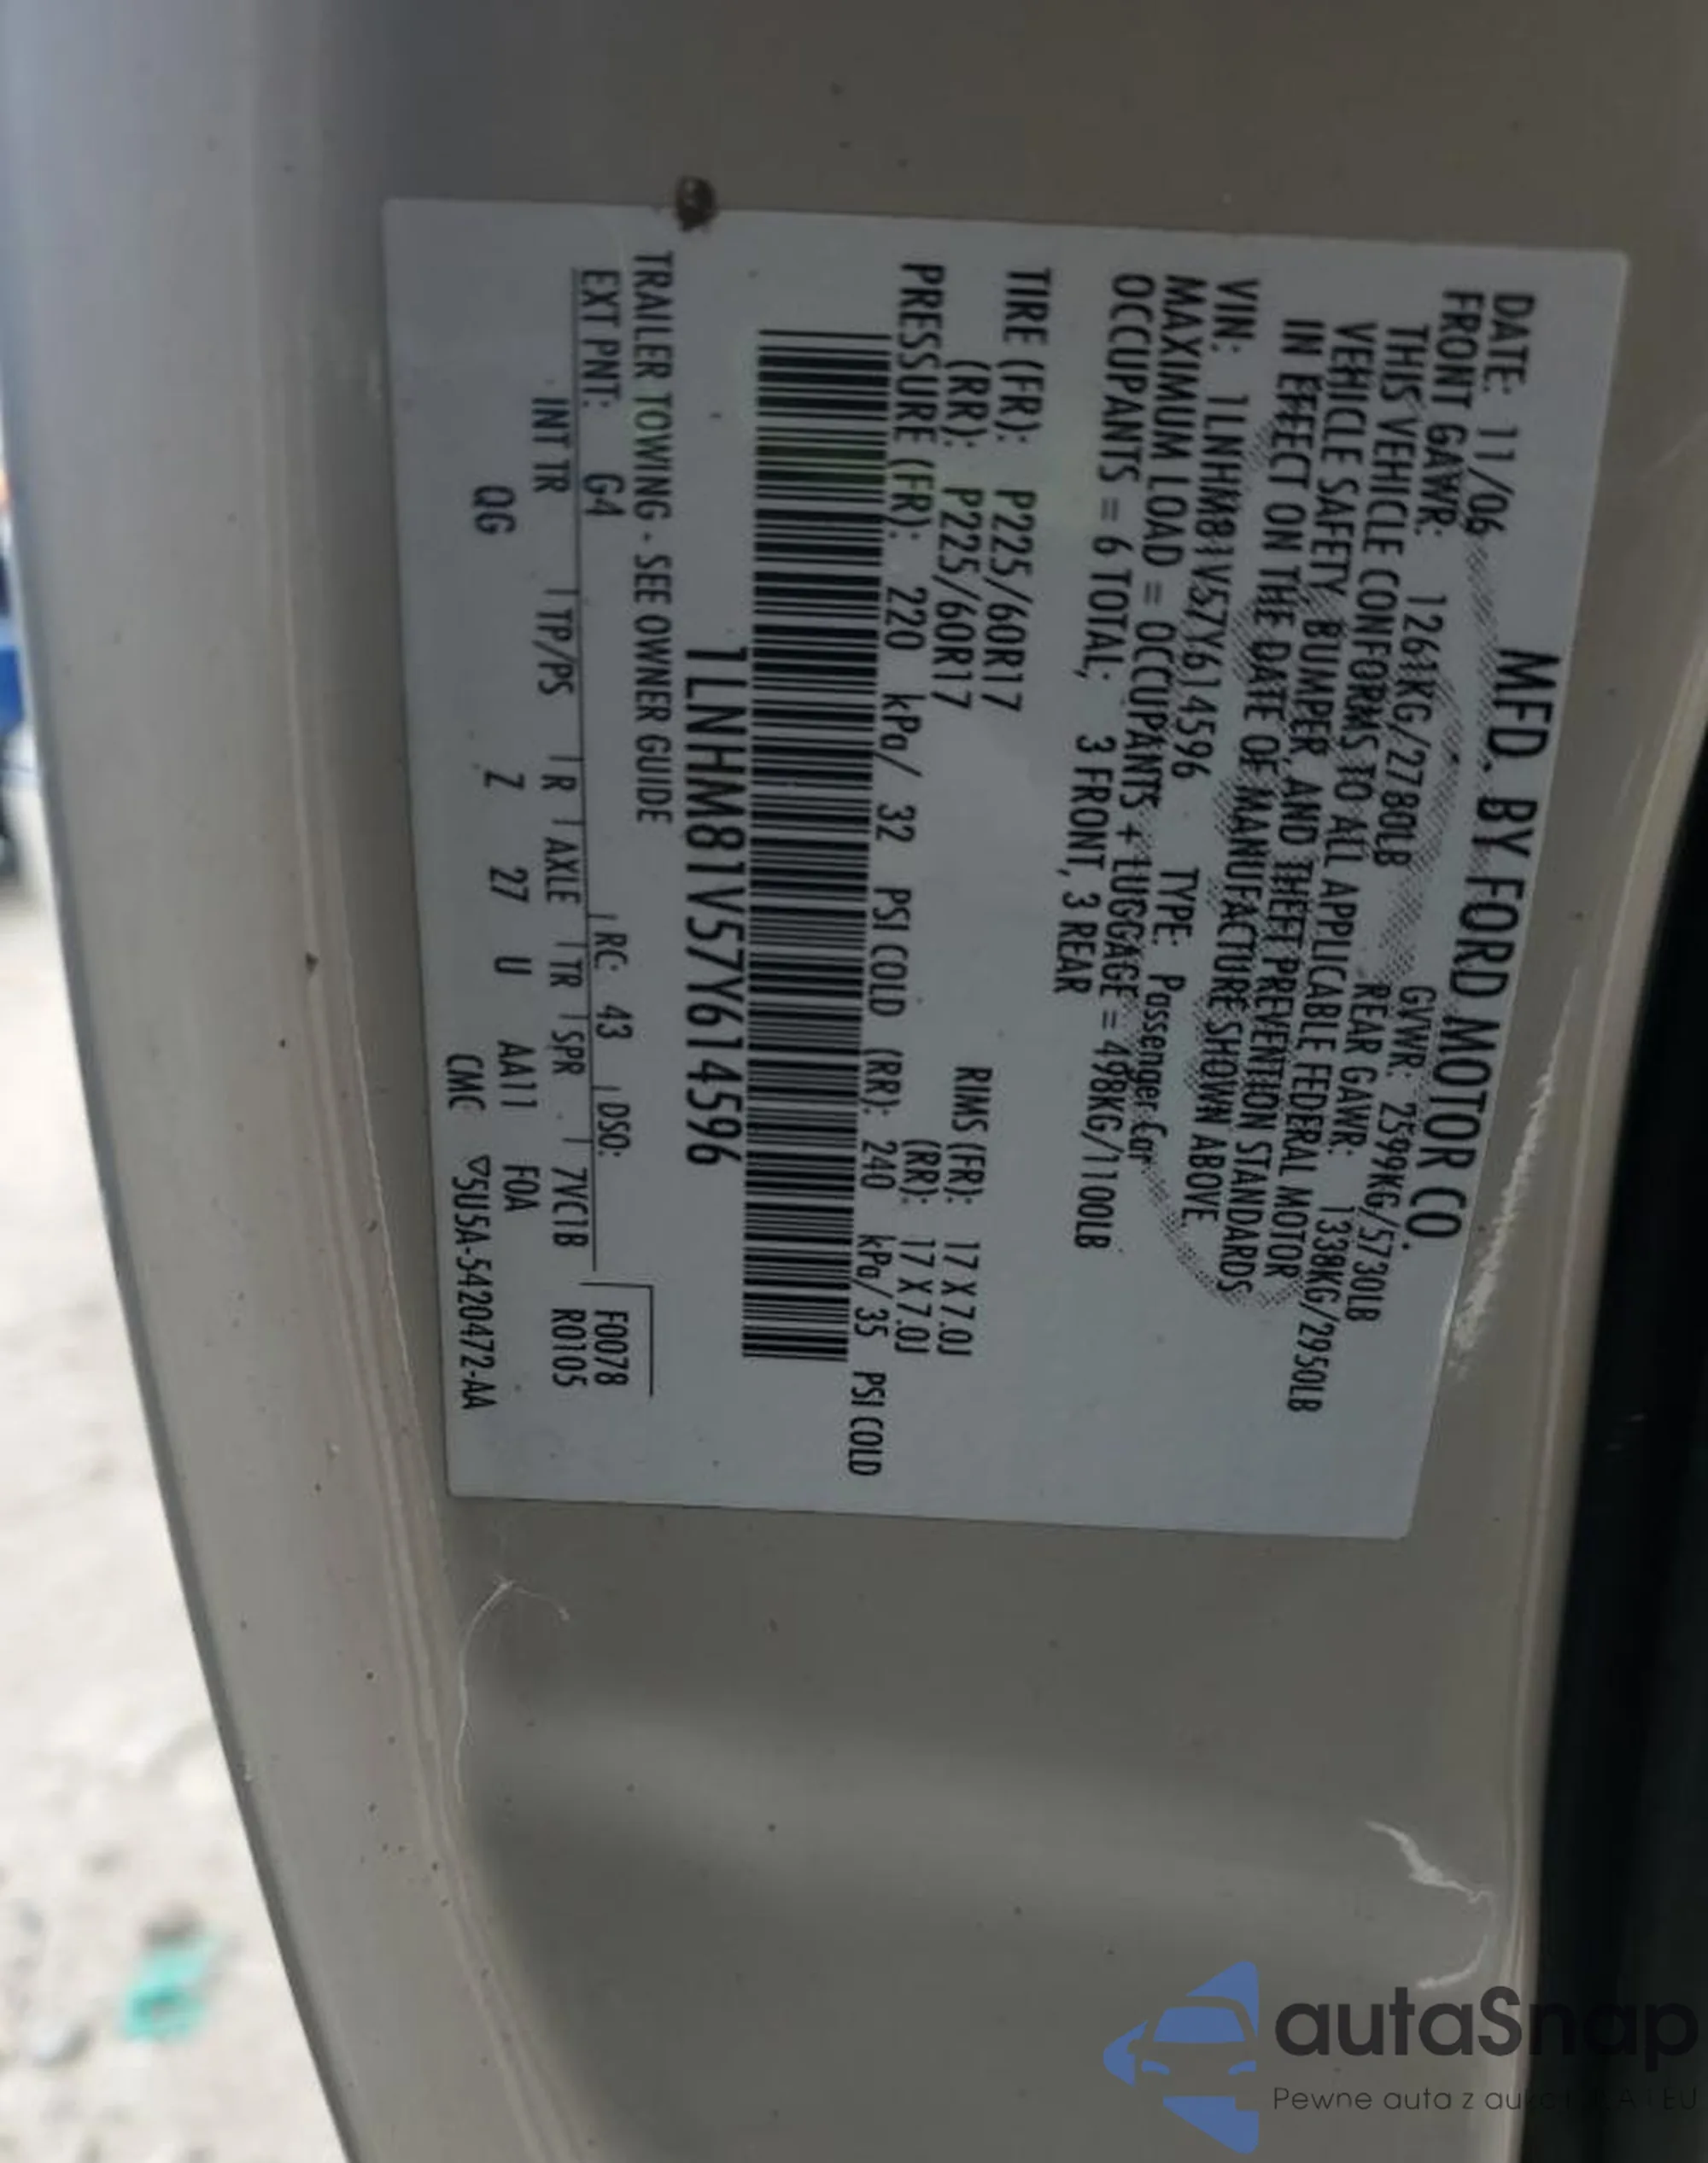 MFD. BY FORD MOTOR CO.
DATE: 11/06 GVWR: 2599KG/5730LB
FRONT GAWR: 1261KG/2780LB REAR GAWR: 1338KG/2950LB
THIS VEHICLE CONFORMS TO ALL APPLICABLE FEDERAL MOTOR
VEHICLE SAFETY, BUMPER, AND THEFT PREVENTION STANDARDS
IN EFFECT ON THE DATE OF MANUFACTURE SHOWN ABOVE.
VIN: 1LNHM81V57Y614596 TYPE: Passenger Car
MAXIMUM LOAD = OCCUPANTS + LUGGAGE = 498KG/1100LB
OCCUPANTS = 6 TOTAL; 3 FRONT, 3 REAR
TIRE (FR): P225/60R17 RIMS (FR): 17 X 7.0J
(RR): P225/60R17 (RR): 17 X 7.0J
PRESSURE (FR): 220 kPa/ 32 PSI COLD (RR): 240 kPa/ 35 PSI COLD
1LNHM81V57Y614596
TRAILER TOWING - SEE OWNER GUIDE
F0078
EXT PNT: G4 RC: 43 DSO:
R0105
INT TR TP/PS R AXLE TR SPR 7VC1B
QG Z 27 U AA11 F0A
CMC ▽5U5A-5420472-AA
autaSnap
Pewne auta z
EU